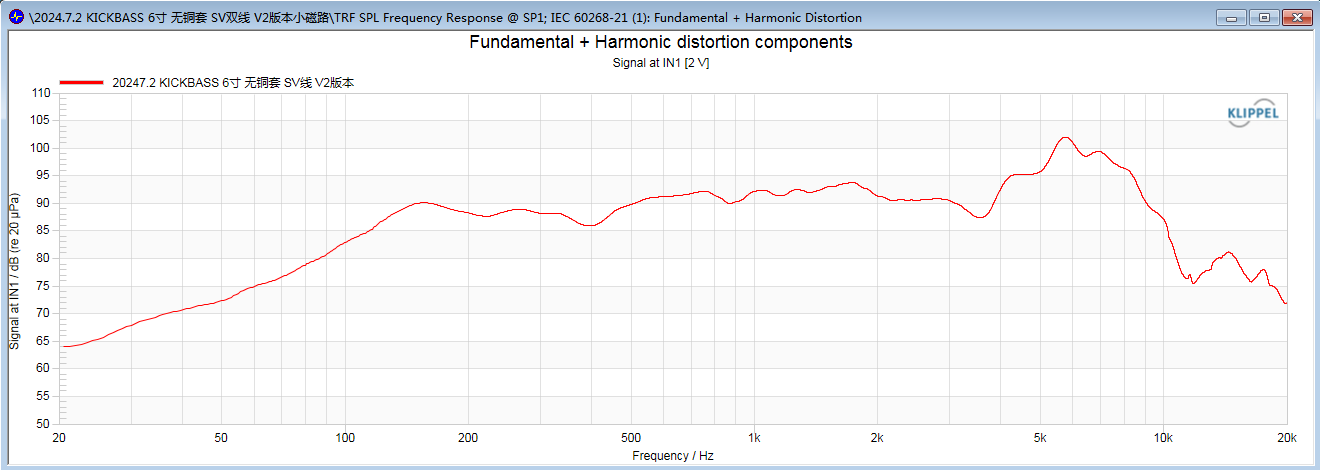 \2024.7.2 KICKBASS 6寸 无铜套 SV双线 V2版本小磁路\TRF SPL Frequency Response @ SP1; IEC 60268-21 (1): Fundamental + Harmonic Distortion
Fundamental + Harmonic distortion components
Signal at IN1 [2 V]
20247.2 KICKBASS 6寸 无铜套 SV线 V2版本
KLIPPEL
Signal at IN1 / dB (re 20 µPa)
110
105
100
95
90
85
80
75
70
65
60
55
50
20 50 100 200 500 1k 2k 5k 10k 20k
Frequency / Hz